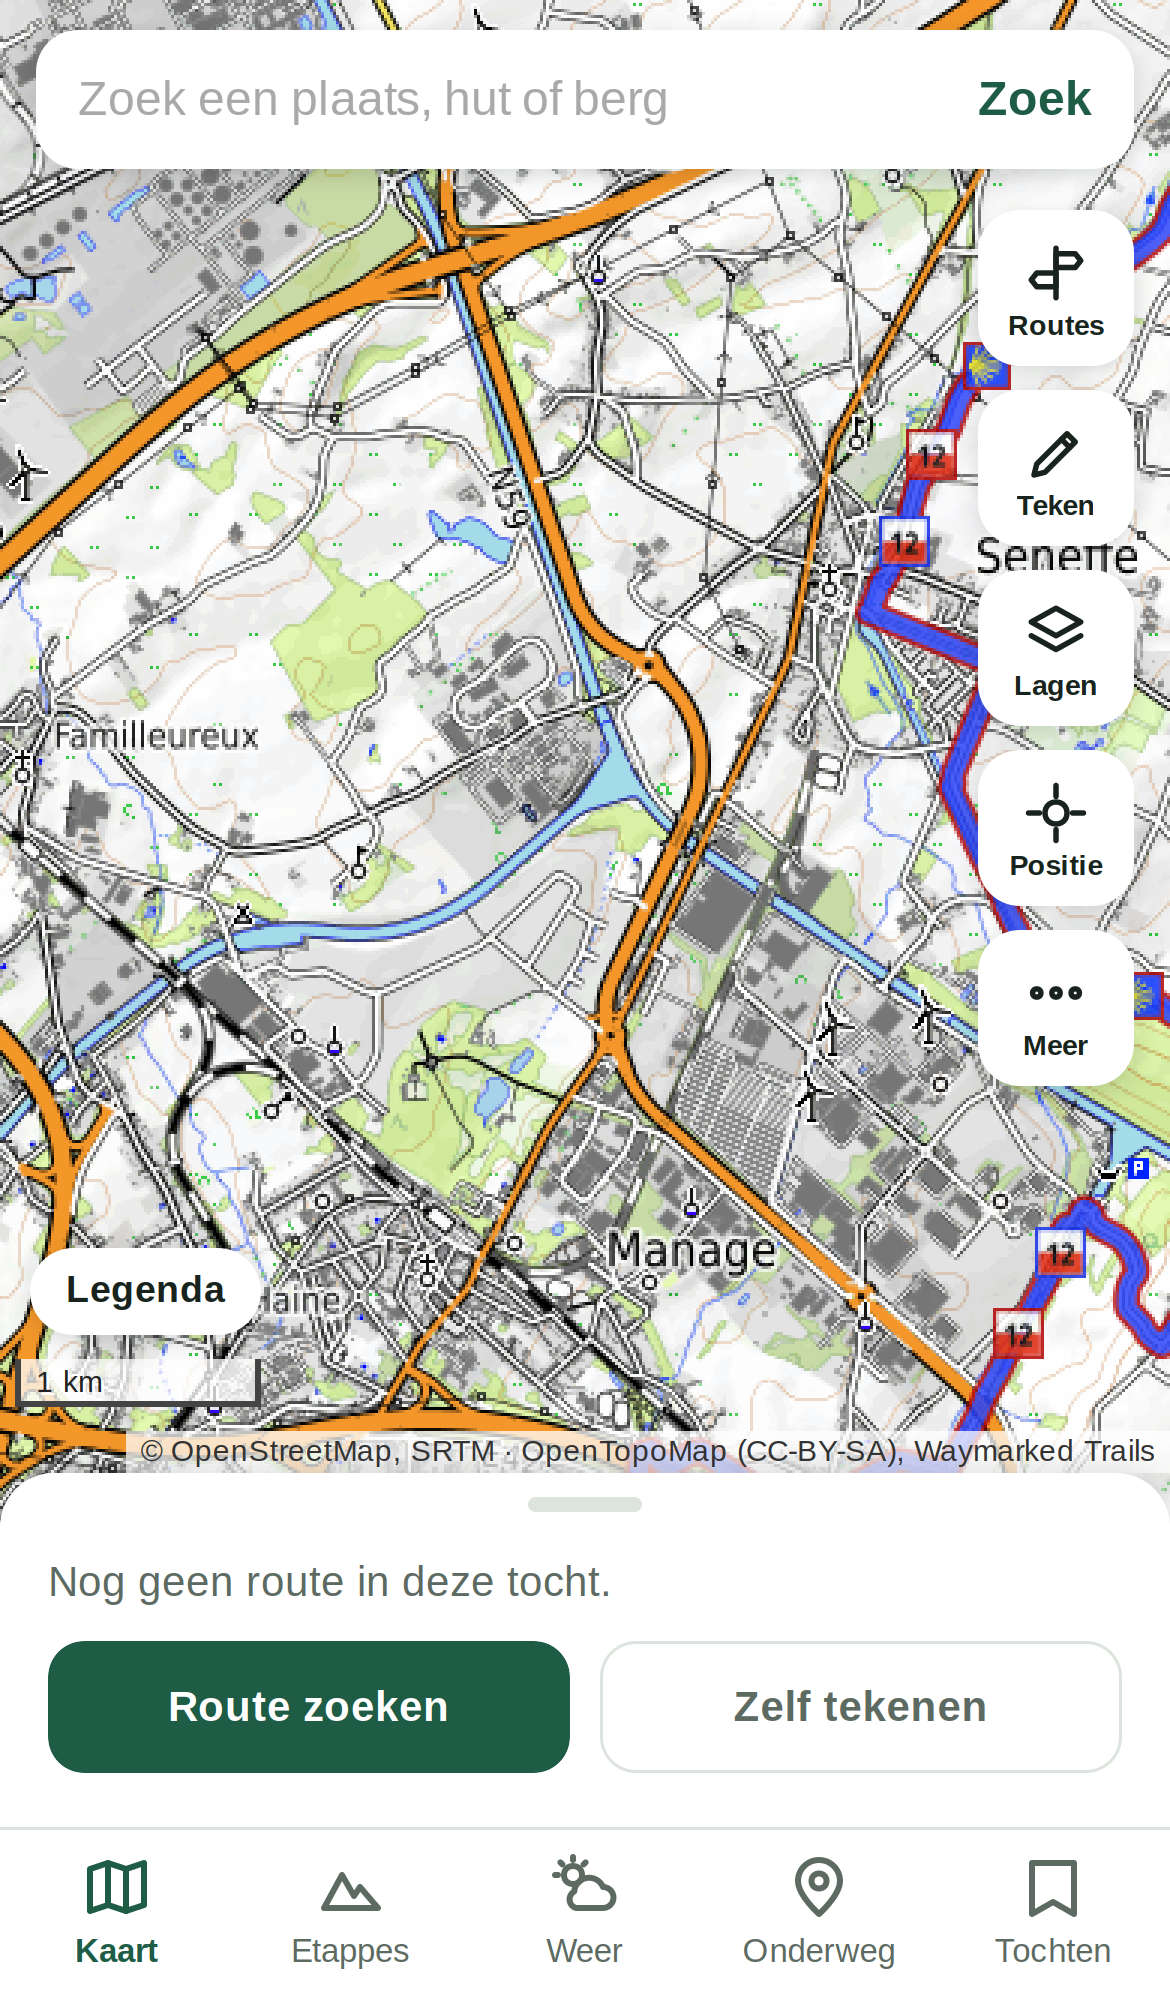 Zoek een plaats, hut of berg
Zoek
Routes
12
Teken
N59
12
Seneffe
Lagen
Familleureux
Positie
Meer
P
Manage
12
Legenda
Haine
12
1 km
© OpenStreetMap, SRTM · OpenTopoMap (CC-BY-SA), Waymarked Trails
Nog geen route in deze tocht.
Route zoeken
Zelf tekenen
Kaart
Etappes
Weer
Onderweg
Tochten